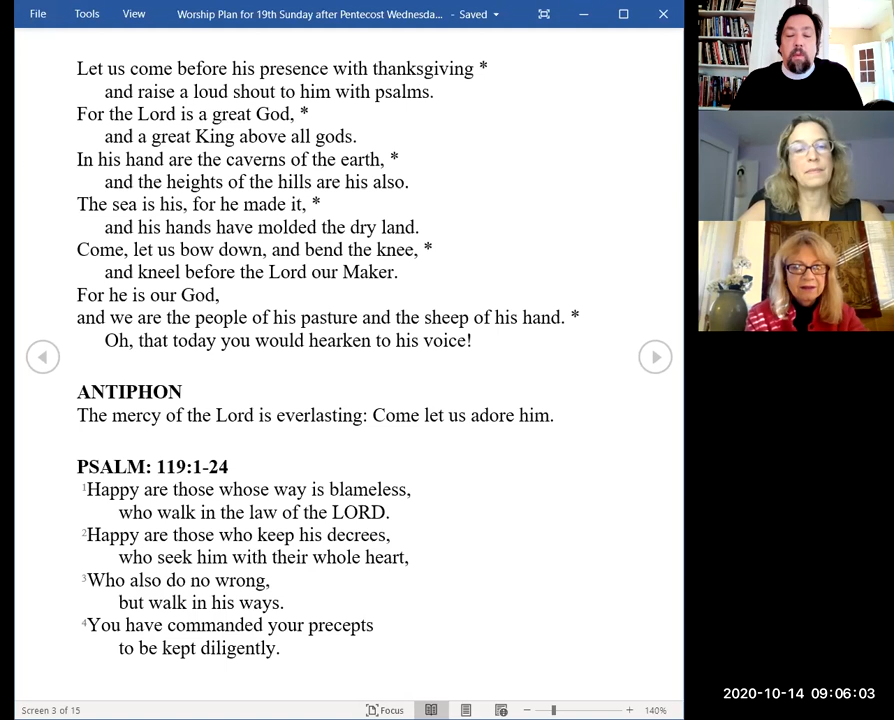 File Tools View Worship Plan for 19th Sunday after Pentecost Wednesda... - Saved
Let us come before his presence with thanksgiving *
and raise a loud shout to him with psalms.
For the Lord is a great God, *
and a great King above all gods.
In his hand are the caverns of the earth, *
and the heights of the hills are his also.
The sea is his, for he made it, *
and his hands have molded the dry land.
Come, let us bow down, and bend the knee, *
and kneel before the Lord our Maker.
For he is our God,
and we are the people of his pasture and the sheep of his hand. *
Oh, that today you would hearken to his voice!
ANTIPHON
The mercy of the Lord is everlasting: Come let us adore him.
PSALM: 119:1-24
1Happy are those whose way is blameless,
who walk in the law of the LORD.
2Happy are those who keep his decrees,
who seek him with their whole heart,
3Who also do no wrong,
but walk in his ways.
4You have commanded your precepts
to be kept diligently.
2020-10-14 09:06:03
Screen 3 of 15 Focus 140%